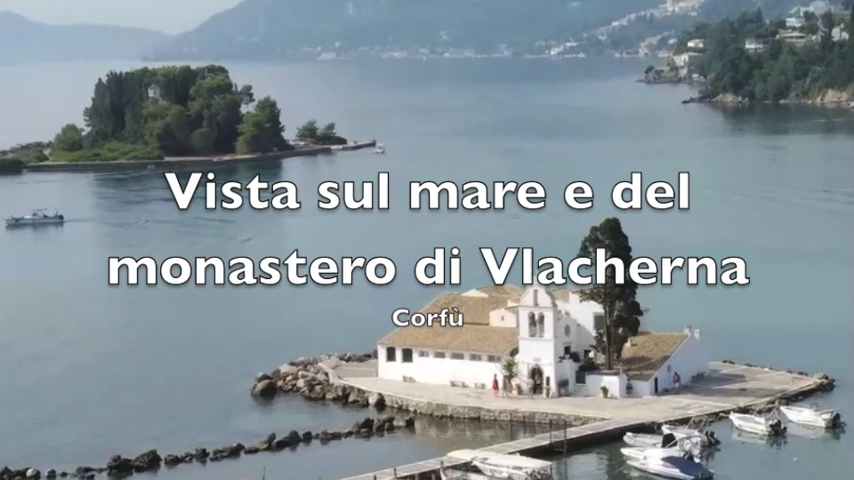 Vista sul mare e del
monastero di Vlacherna
Corfù